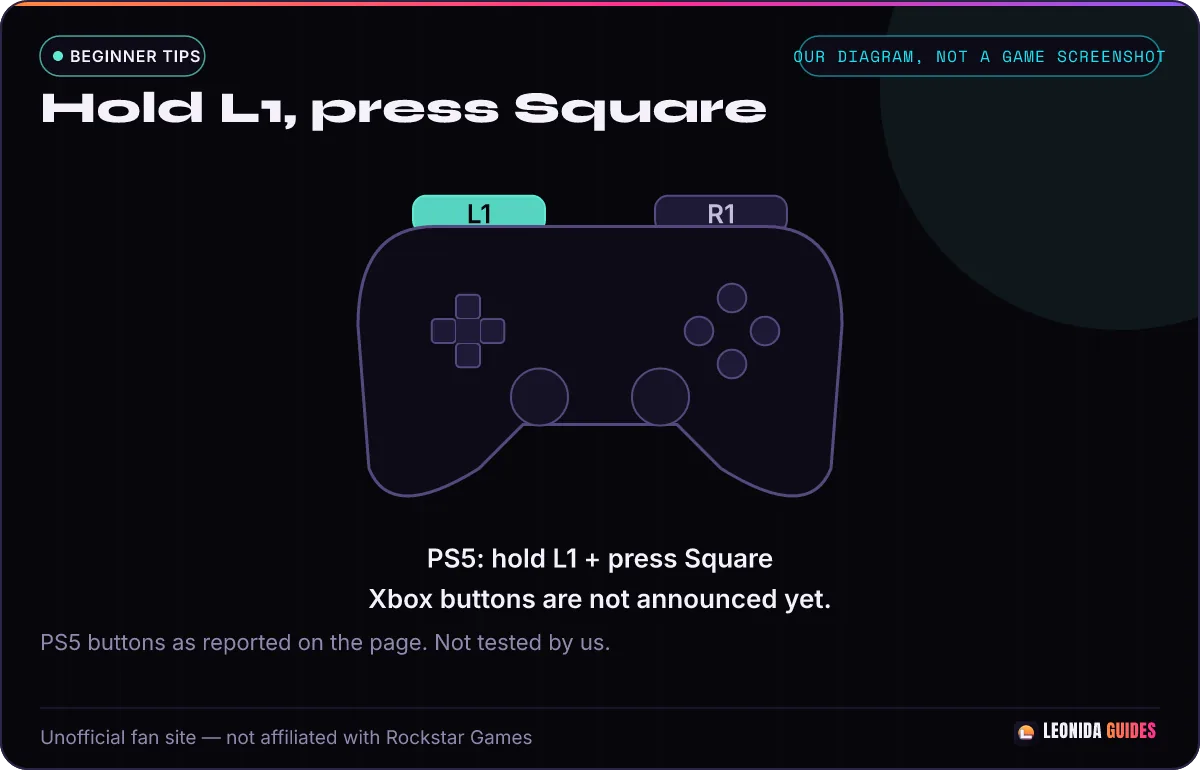 BEGINNER TIPS
OUR DIAGRAM, NOT A GAME SCREENSHOT
Hold L1, press Square
L1
R1
PS5: hold L1 + press Square
Xbox buttons are not announced yet.
PS5 buttons as reported on the page. Not tested by us.
Unofficial fan site — not affiliated with Rockstar Games
LEONIDA GUIDES